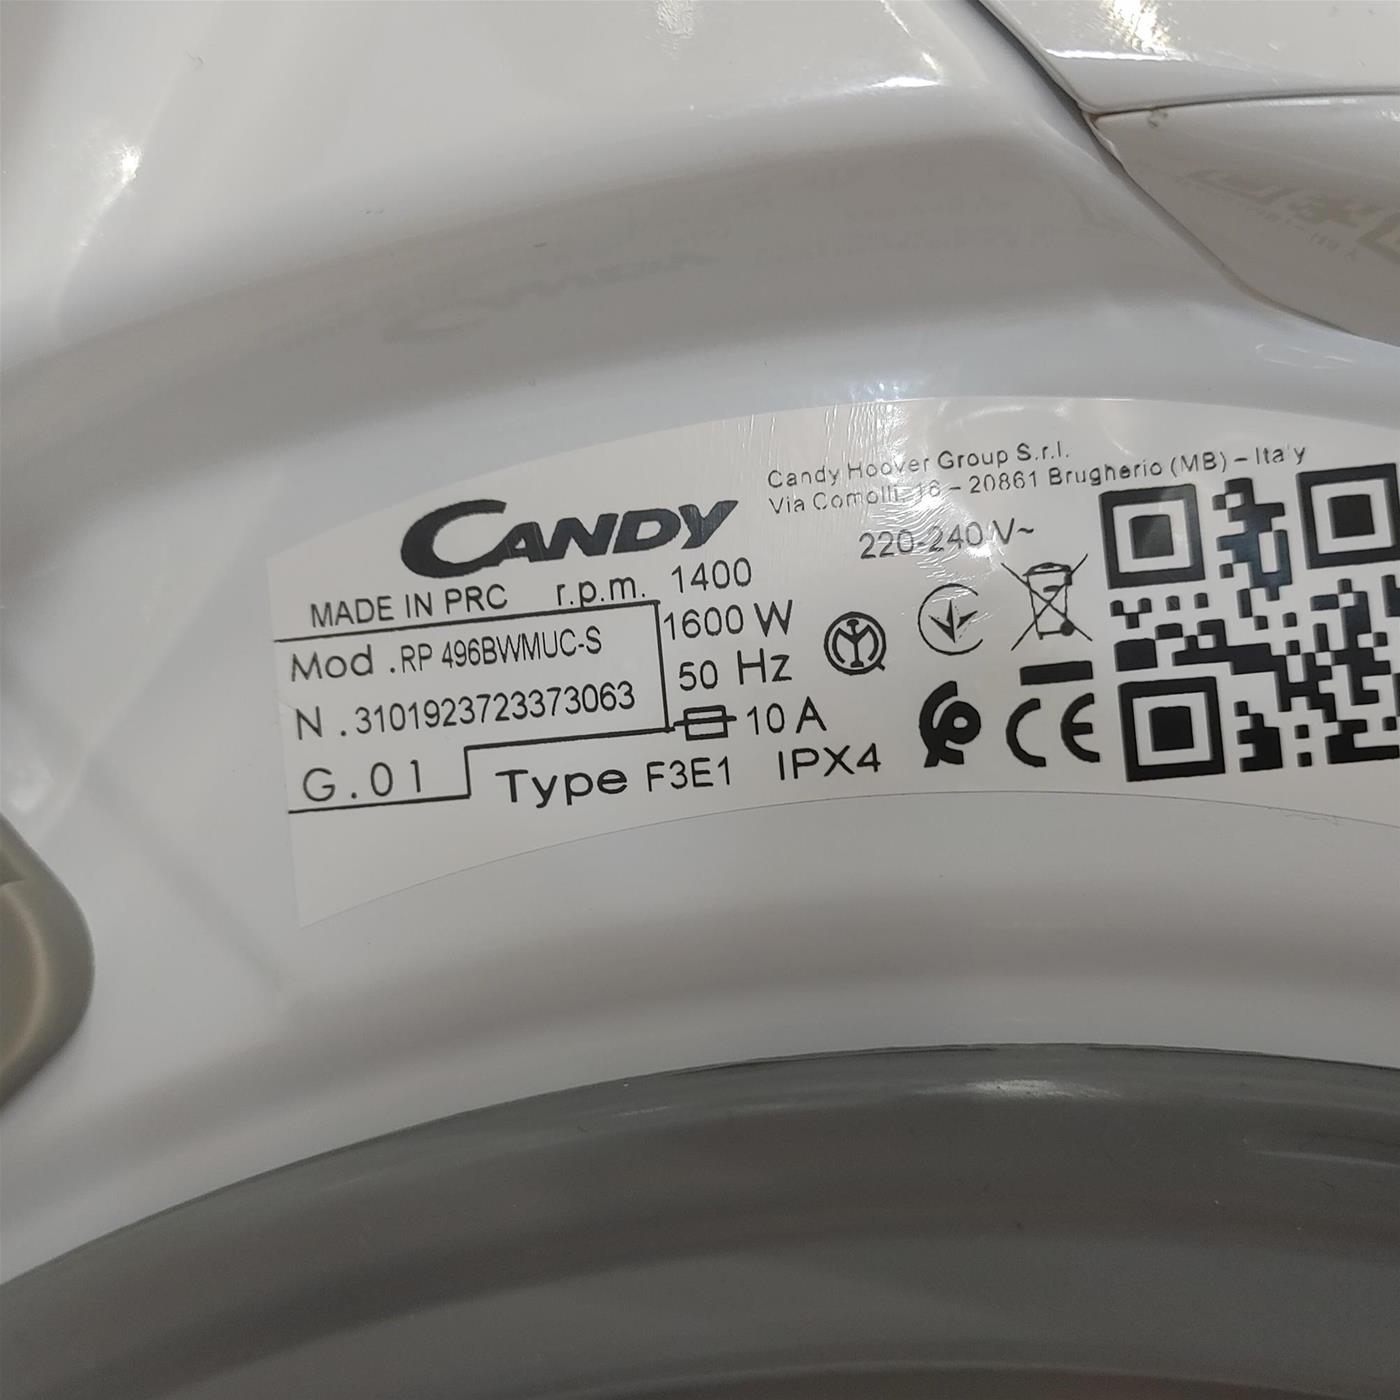 Candy Hoover Group S.r.l.
Via Comolli, 16 - 20861 Brugherio (MB) - Italy
CANDY
220-240 V~
MADE IN PRC r.p.m. 1400
Mod .RP 496BWMUC-S
1600 W
50 Hz
N .3101923723373063
10 A
G.01
Type F3E1 IPX4
CE